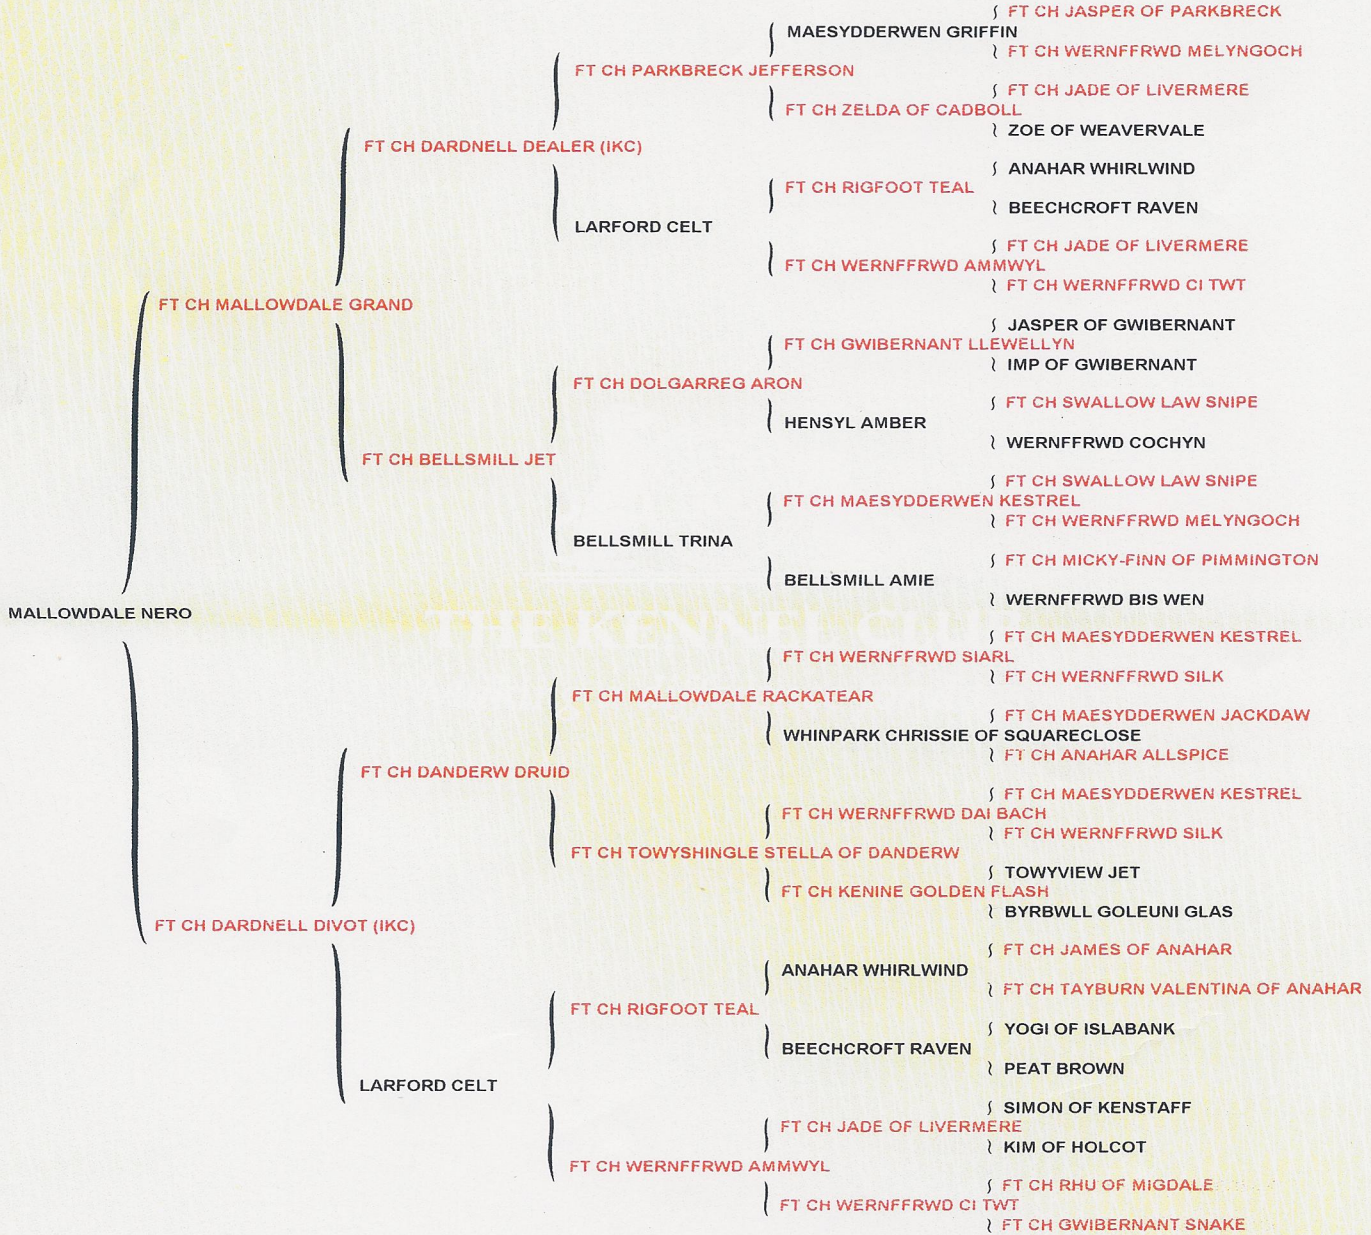 FT CH JASPER OF PARKBRECK
MAESYDDERWEN GRIFFIN
FT CH WERNFFRWD MELYNGOCH
FT CH PARKBRECK JEFFERSON
FT CH JADE OF LIVERMERE
FT CH ZELDA OF CADBOLL
ZOE OF WEAVERVALE
FT CH DARDNELL DEALER (IKC)
ANAHAR WHIRLWIND
FT CH RIGFOOT TEAL
BEECHCROFT RAVEN
LARFORD CELT
FT CH JADE OF LIVERMERE
FT CH WERNFFRWD AMMWYL
FT CH WERNFFRWD CI TWT
FT CH MALLOWDALE GRAND
JASPER OF GWIBERNANT
FT CH GWIBERNANT LLEWELLYN
IMP OF GWIBERNANT
FT CH DOLGARREG ARON
FT CH SWALLOW LAW SNIPE
HENSYL AMBER
WERNFFRWD COCHYN
FT CH BELLSMILL JET
FT CH SWALLOW LAW SNIPE
FT CH MAESYDDERWEN KESTREL
FT CH WERNFFRWD MELYNGOCH
BELLSMILL TRINA
FT CH MICKY-FINN OF PIMMINGTON
BELLSMILL AMIE
WERNFFRWD BIS WEN
MALLOWDALE NERO
THE KENNEL CLUB
FT CH MAESYDDERWEN KESTREL
FT CH WERNFFRWD SIARL
FT CH WERNFFRWD SILK
FT CH MALLOWDALE RACKATEAR
FT CH MAESYDDERWEN JACKDAW
WHINPARK CHRISSIE OF SQUARECLOSE
FT CH ANAHAR ALLSPICE
FT CH DANDERW DRUID
FT CH MAESYDDERWEN KESTREL
FT CH WERNFFRWD DAI BACH
FT CH WERNFFRWD SILK
FT CH TOWYSHINGLE STELLA OF DANDERW
TOWYVIEW JET
FT CH KENINE GOLDEN FLASH
BYRBWLL GOLEUNI GLAS
FT CH DARDNELL DIVOT (IKC)
FT CH JAMES OF ANAHAR
ANAHAR WHIRLWIND
FT CH TAYBURN VALENTINA OF ANAHAR
FT CH RIGFOOT TEAL
YOGI OF ISLABANK
BEECHCROFT RAVEN
PEAT BROWN
LARFORD CELT
SIMON OF KENSTAFF
FT CH JADE OF LIVERMERE
KIM OF HOLCOT
FT CH WERNFFRWD AMMWYL
FT CH RHU OF MIGDALE
FT CH WERNFFRWD CI TWT
FT CH GWIBERNANT SNAKE